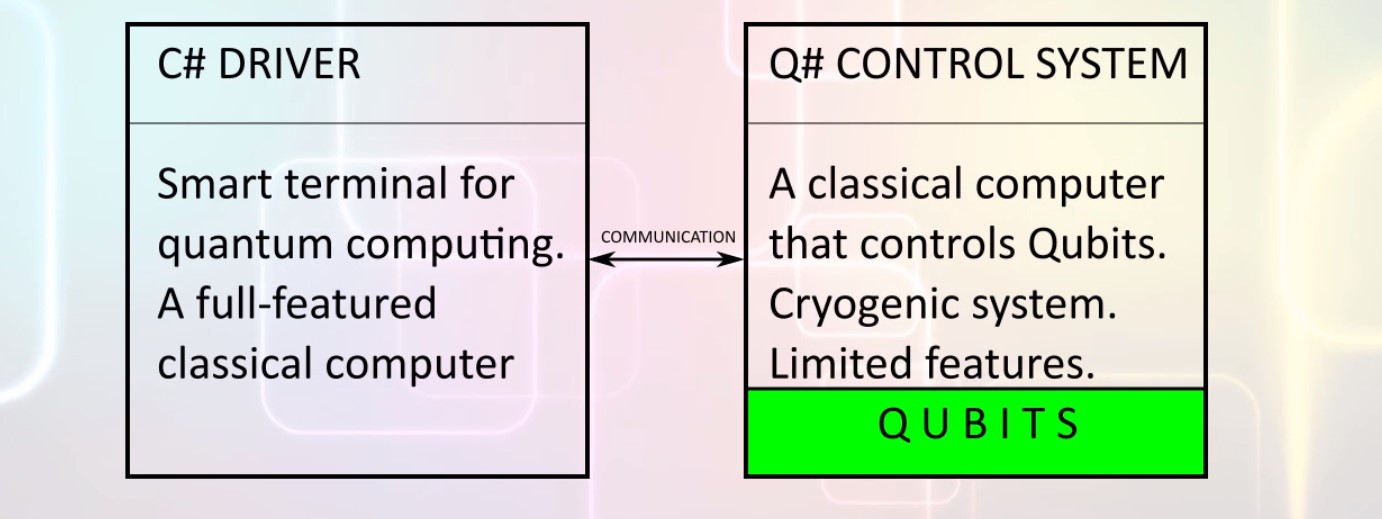 C# DRIVER
Smart terminal for
quantum computing.
A full-featured
classical computer
COMMUNICATION
Q# CONTROL SYSTEM
A classical computer
that controls Qubits.
Cryogenic system.
Limited features.
QUBITS